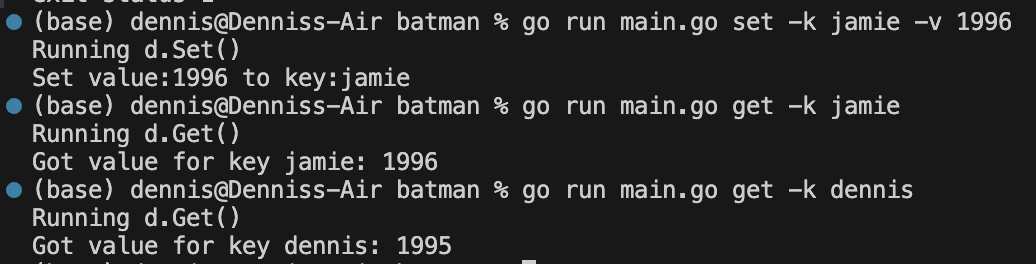 (base) dennis@Denniss-Air batman % go run main.go set -k jamie -v 1996
Running d.Set()
Set value:1996 to key:jamie
(base) dennis@Denniss-Air batman % go run main.go get -k jamie
Running d.Get()
Got value for key jamie: 1996
(base) dennis@Denniss-Air batman % go run main.go get -k dennis
Running d.Get()
Got value for key dennis: 1995